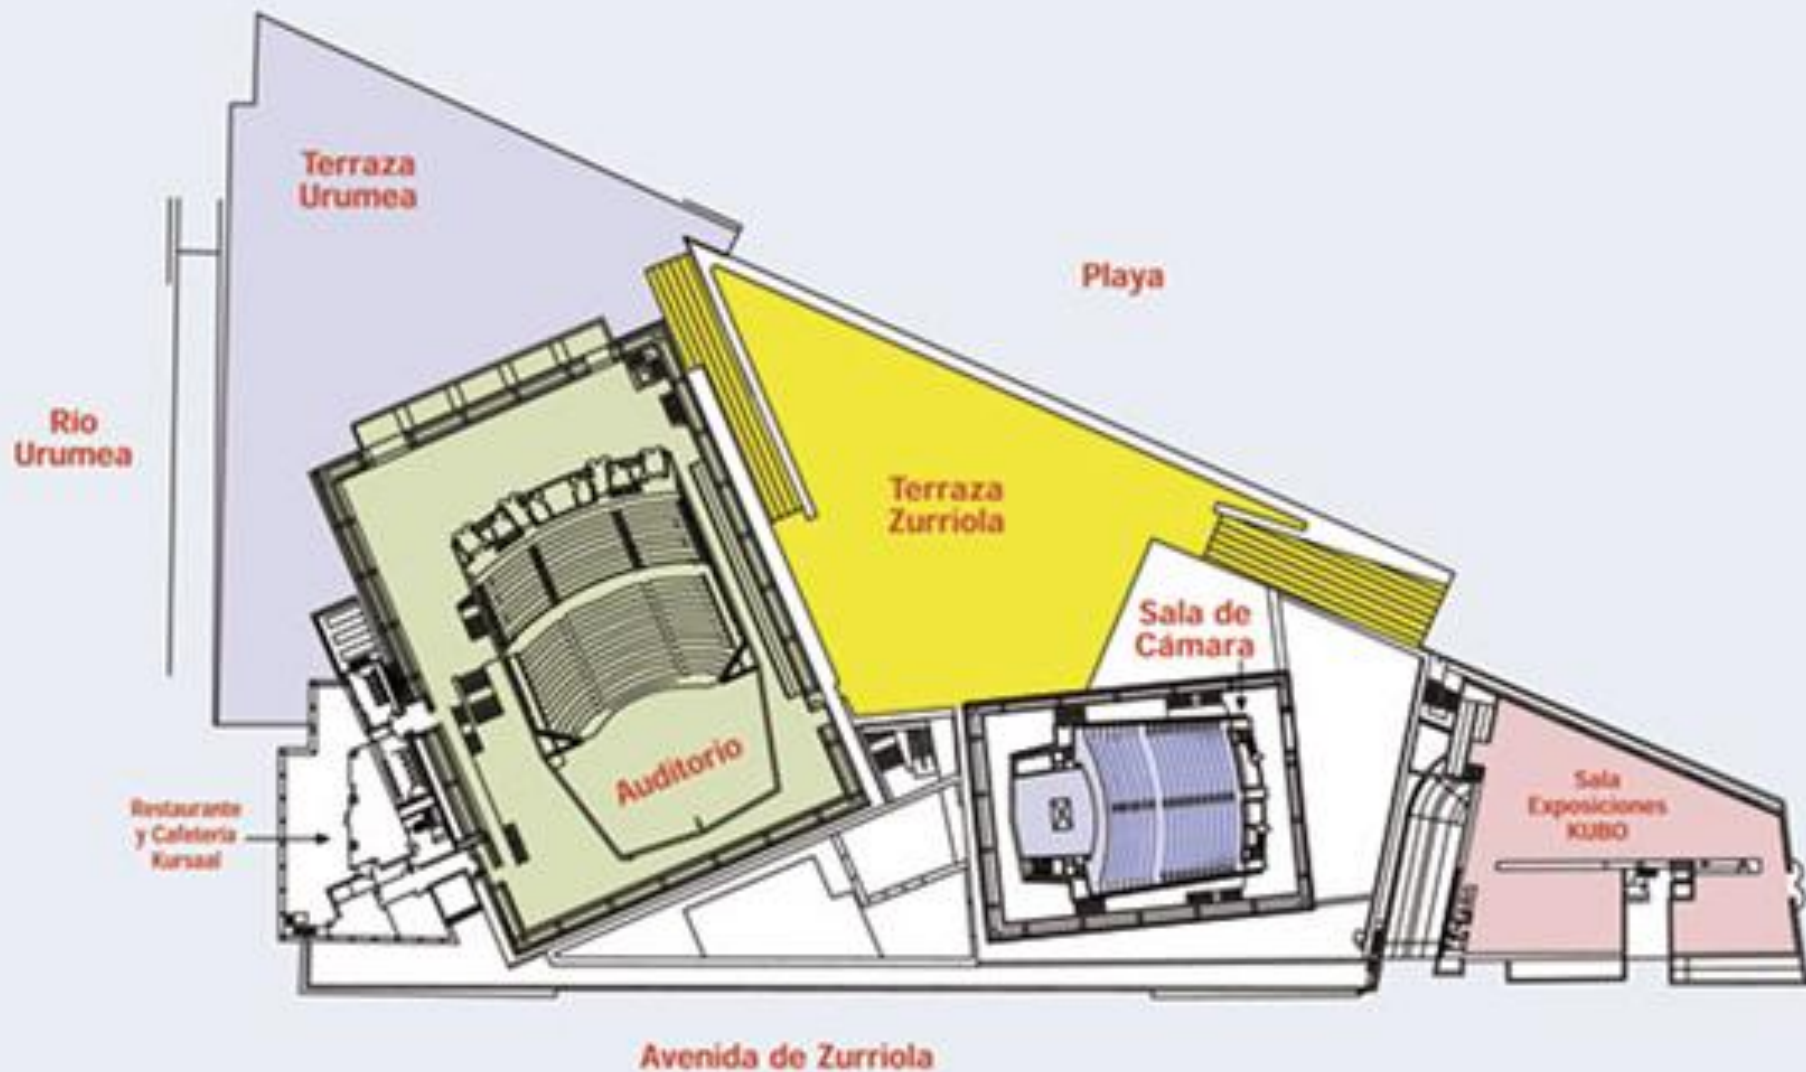 Terraza
Urumea
Playa
Rio
Urumea
Terraza
Zurriola
Sala de
Cámara
Auditorio
Restaurante
y Cafetería
Kursaal
Sala
Exposiciones
KUBO
Avenida de Zurriola